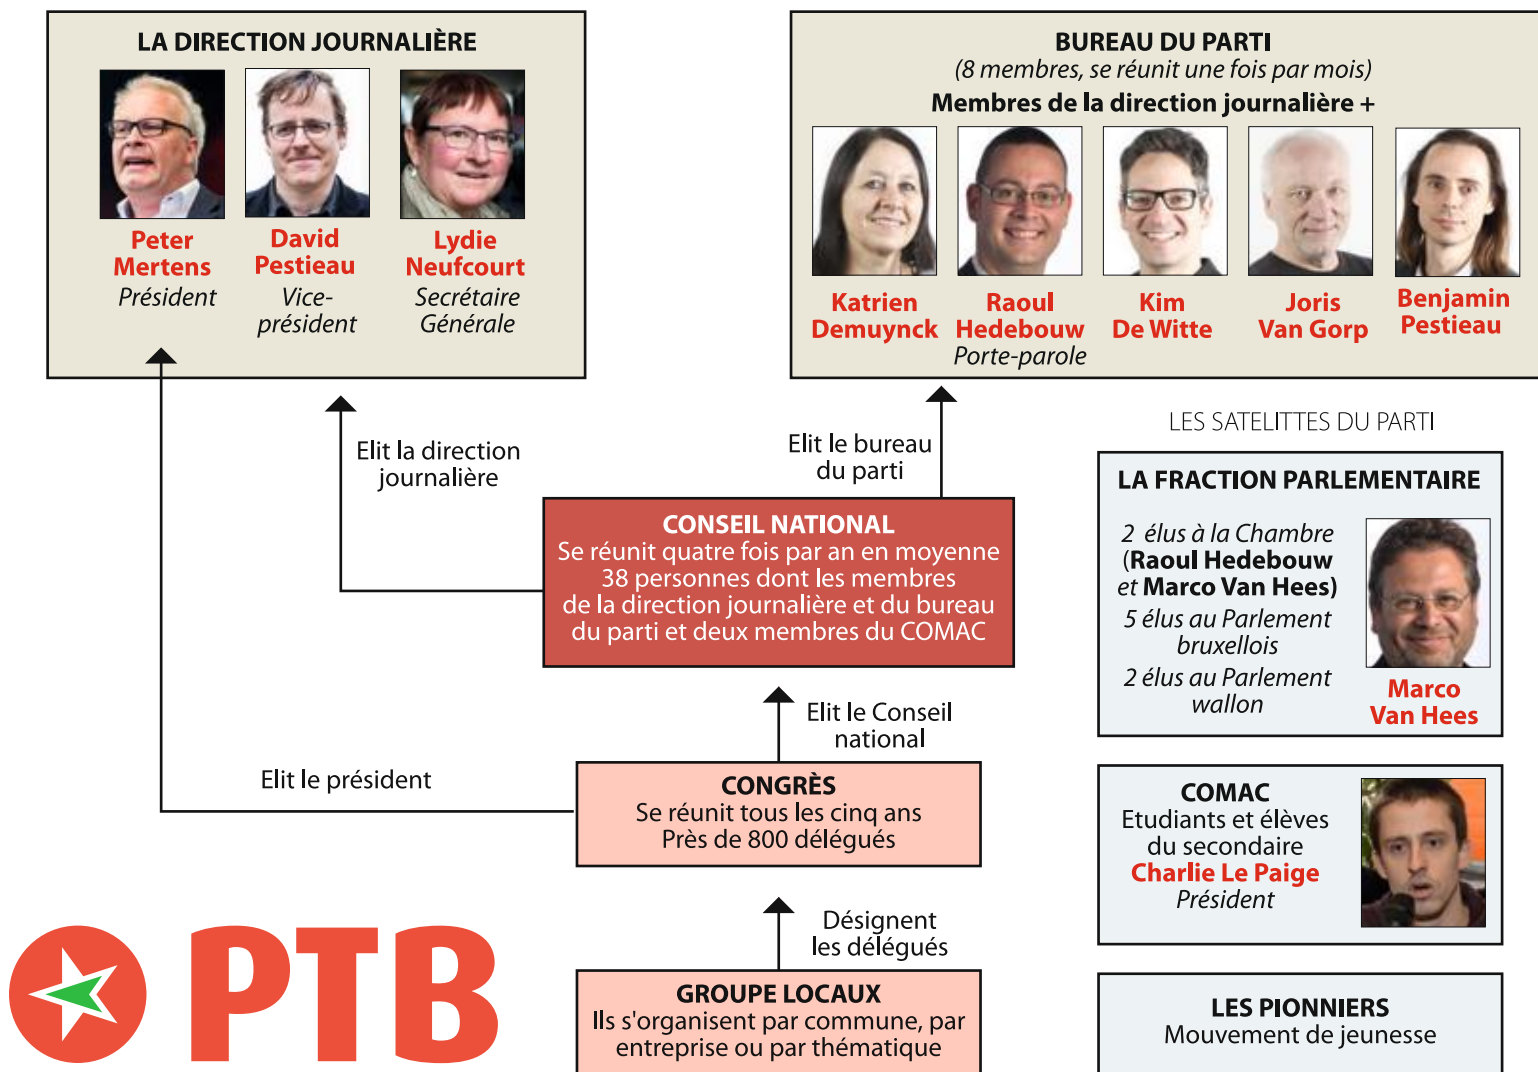 LA DIRECTION JOURNALIÈRE
Peter
Mertens
Président
David
Pestieau
Vice-
président
Lydie
Neufcourt
Secrétaire
Générale
BUREAU DU PARTI
(8 membres, se réunit une fois par mois)
Membres de la direction journalière +
Katrien
Demuynck
Raoul
Hedebouw
Porte-parole
Kim
De Witte
Joris
Van Gorp
Benjamin
Pestieau
Elit la direction
journalière
Elit le bureau
du parti
CONSEIL NATIONAL
Se réunit quatre fois par an en moyenne
38 personnes dont les membres
de la direction journalière et du bureau
du parti et deux membres du COMAC
Elit le Conseil
national
Elit le président
CONGRÈS
Se réunit tous les cinq ans
Près de 800 délégués
Désignent
les délégués
GROUPE LOCAUX
Ils s'organisent par commune, par
entreprise ou par thématique
LES SATELITTES DU PARTI
LA FRACTION PARLEMENTAIRE
2 élus à la Chambre
(Raoul Hedebouw
et Marco Van Hees)
5 élus au Parlement
bruxellois
2 élus au Parlement
wallon
Marco
Van Hees
COMAC
Etudiants et élèves
du secondaire
Charlie Le Paige
Président
LES PIONNIERS
Mouvement de jeunesse
PTB